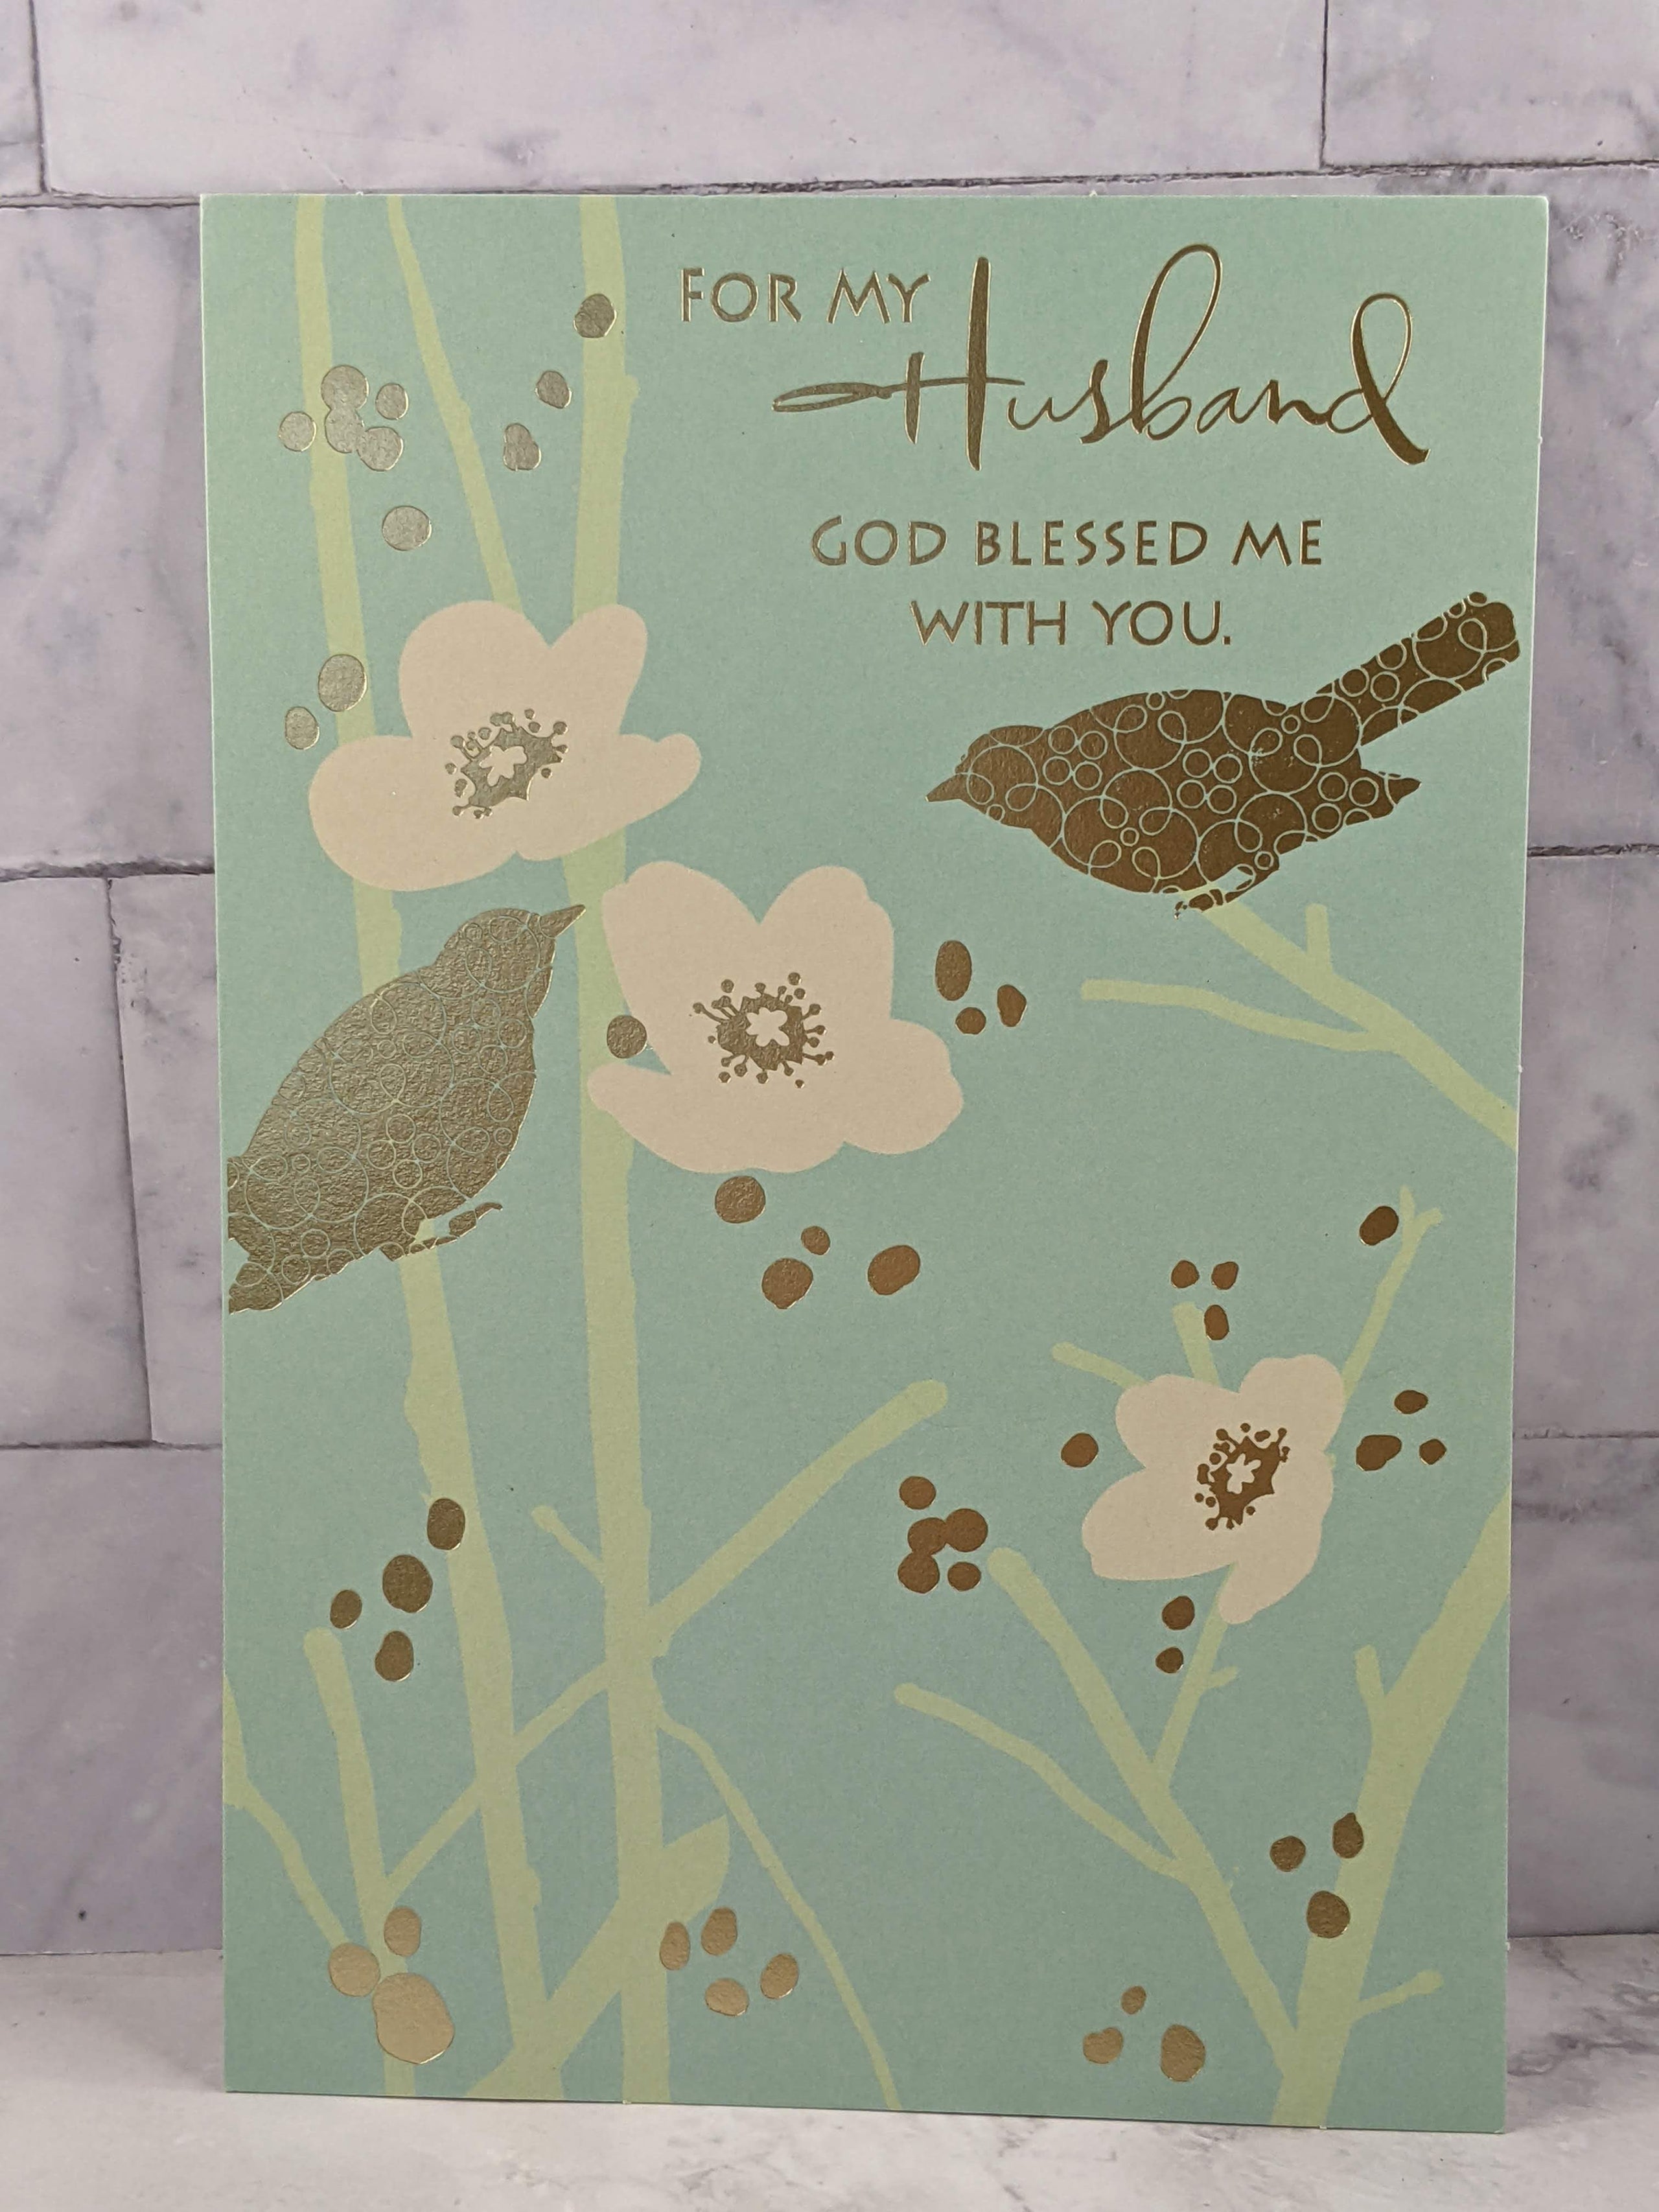 FOR MY
Husband
GOD BLESSED ME
WITH YOU.